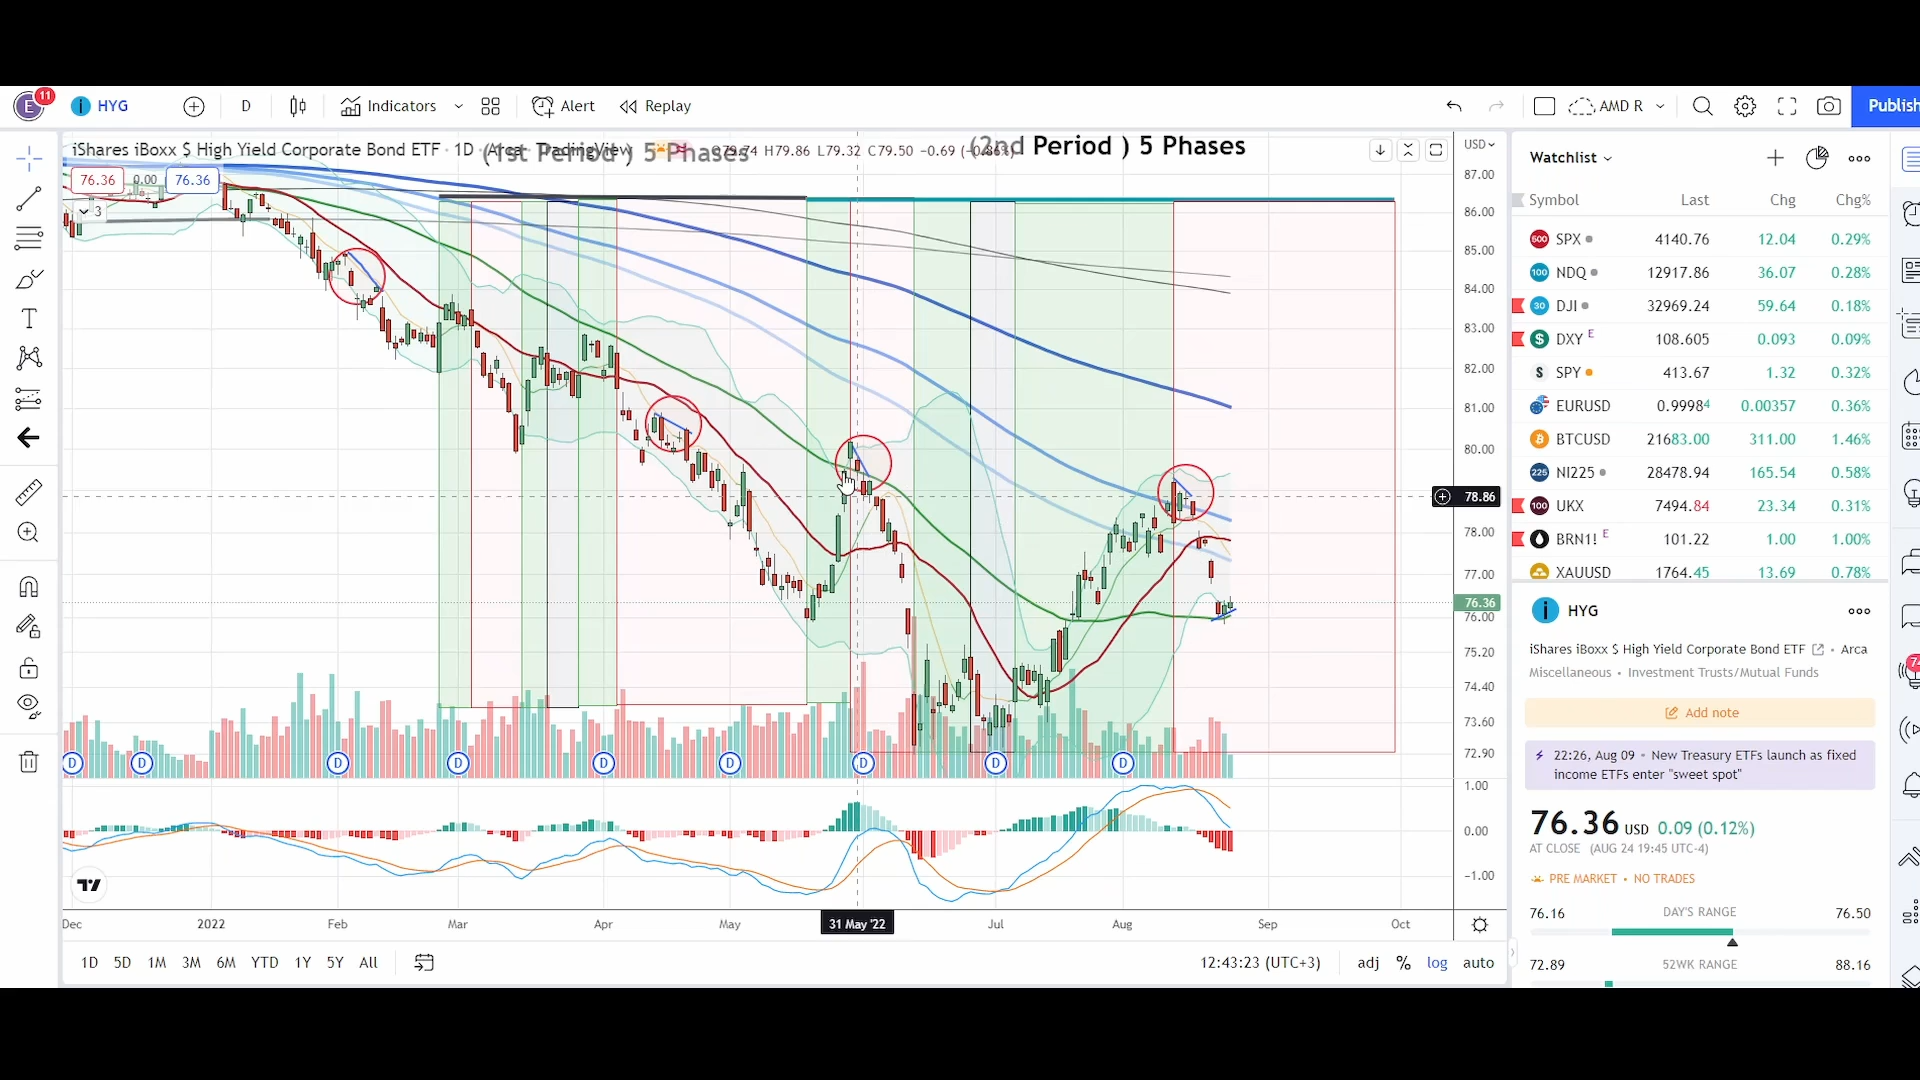 E 11 HYG D Indicators Alert Replay AMD R Publish
iShares iBoxx $ High Yield Corporate Bond ETF · 1D · Arca · TradingView H79.86 L79.32 C79.50 −0.69
(1st Period ) 5 Phases
(2nd Period ) 5 Phases
USD
76.36 0.00 76.36
3
87.00
86.00
85.00
84.00
83.00
82.00
81.00
80.00
78.86
78.00
77.00
76.36
76.00
75.20
74.40
73.60
72.90
D D D D D D D D D
1.00
0.00
−1.00
Dec 2022 Feb Mar Apr May 31 May '22 Jul Aug Sep Oct
1D 5D 1M 3M 6M YTD 1Y 5Y All 12:43:23 (UTC+3) adj % log auto
Watchlist
Symbol Last Chg Chg%
500 SPX 4140.76 12.04 0.29%
100 NDQ 12917.86 36.07 0.28%
30 DJI 32969.24 59.64 0.18%
$ DXY E 108.605 0.093 0.09%
S SPY 413.67 1.32 0.32%
EURUSD 0.99984 0.00357 0.36%
BTCUSD 21683.00 311.00 1.46%
225 NI225 28478.94 165.54 0.58%
100 UKX 7494.84 23.34 0.31%
BRN1! E 101.22 1.00 1.00%
XAUUSD 1764.45 13.69 0.78%
HYG
iShares iBoxx $ High Yield Corporate Bond ETF · Arca
Miscellaneous · Investment Trusts/Mutual Funds
Add note
22:26, Aug 09 · New Treasury ETFs launch as fixed
income ETFs enter "sweet spot"
76.36 USD 0.09 (0.12%)
AT CLOSE (AUG 24 19:45 UTC-4)
PRE MARKET · NO TRADES
76.16 DAY'S RANGE 76.50
72.89 52WK RANGE 88.16